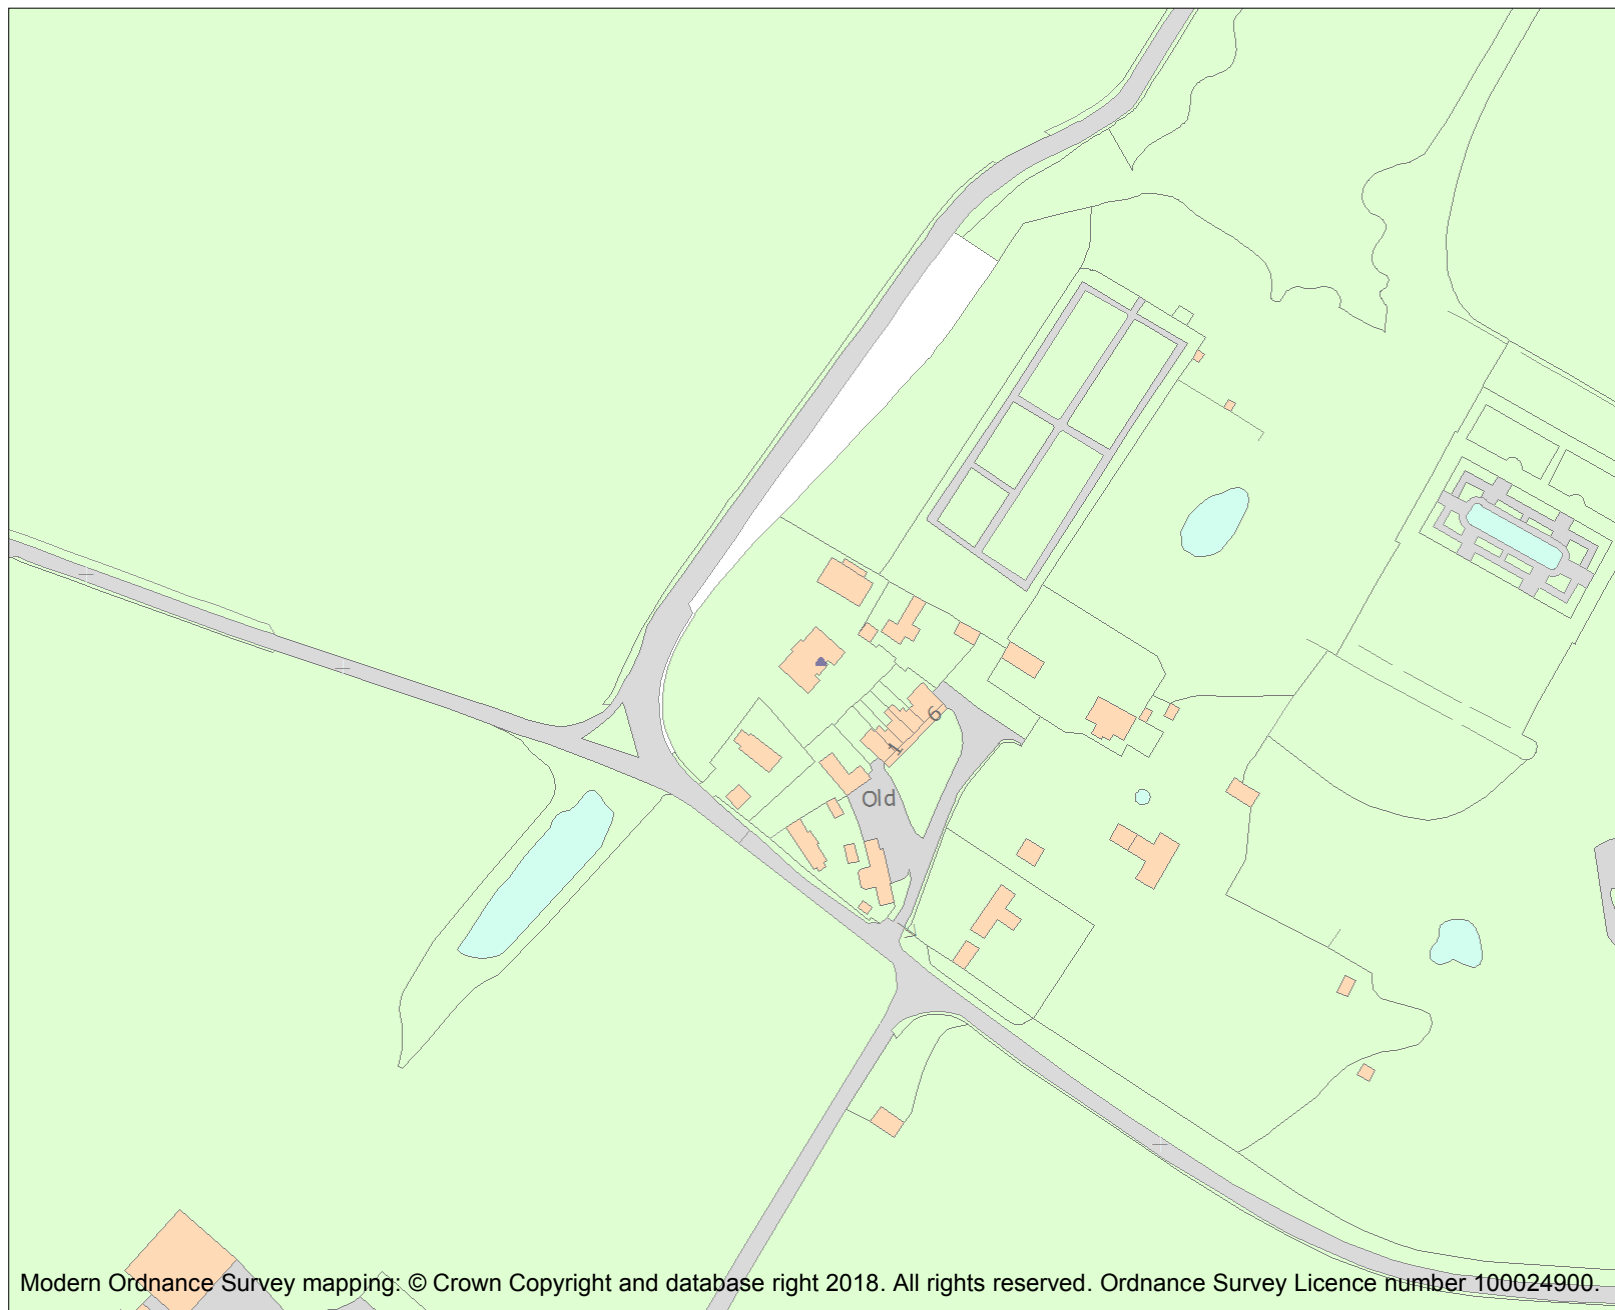 6
1
Old
Modern Ordnance Survey mapping: © Crown Copyright and database right 2018. All rights reserved. Ordnance Survey Licence number 100024900.